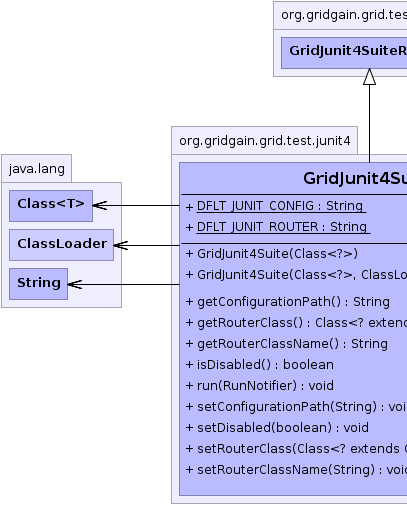 org.gridgain.grid.tes
GridJunit4SuiteR
org.gridgain.grid.test.junit4
java.lang
GridJunit4Su
Class<T>
+ DFLT_JUNIT_CONFIG : String
+ DFLT_JUNIT_ROUTER : String
ClassLoader
+ GridJunit4Suite(Class<?>)
+ GridJunit4Suite(Class<?>, ClassLo
String
+ getConfigurationPath() : String
+ getRouterClass() : Class<? extend
+ getRouterClassName() : String
+ isDisabled() : boolean
+ run(RunNotifier) : void
+ setConfigurationPath(String) : voi
+ setDisabled(boolean) : void
+ setRouterClass(Class<? extends G
+ setRouterClassName(String) : void